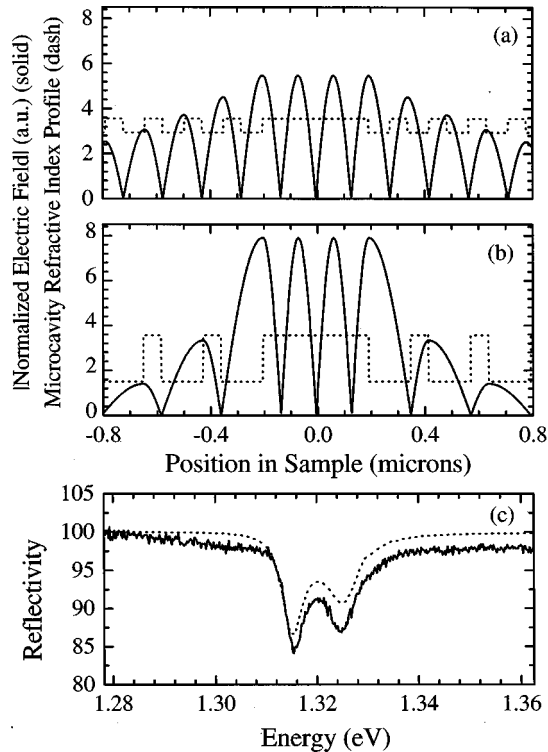 |Normalized Electric Field| (a.u.) (solid)
Microcavity Refractive Index Profile (dash)
8
6
4
2
0
(a)
8
6
4
2
0
(b)
-0.8 -0.4 0.0 0.4 0.8
Position in Sample (microns)
Reflectivity
105
100
95
90
85
80
(c)
1.28 1.30 1.32 1.34 1.36
Energy (eV)